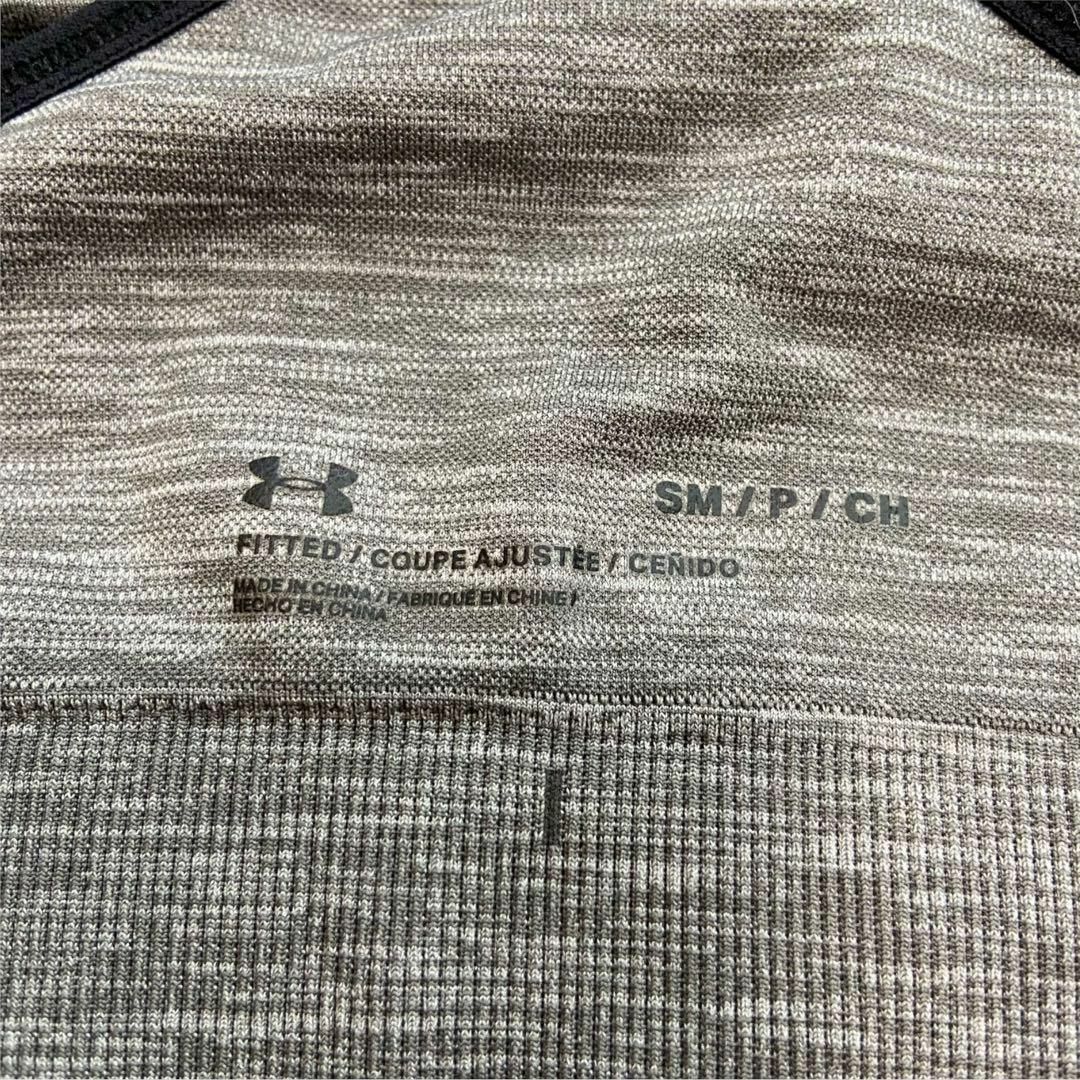 SM / P / CH
FITTED / COUPE AJUSTÉE / CEÑIDO
MADE IN CHINA / FABRIQUÉ EN CHINE /
HECHO EN CHINA